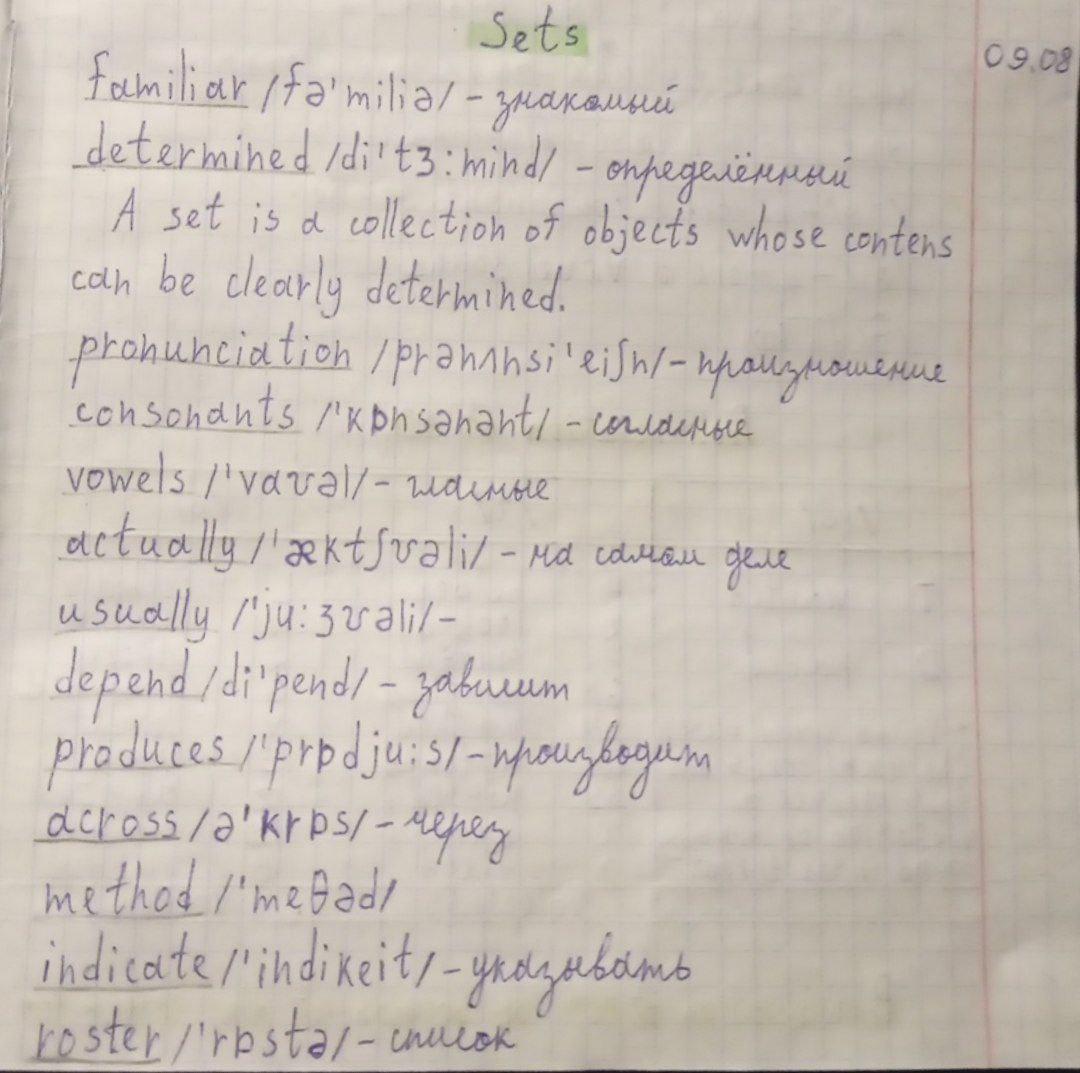 Sets
09.08
familiar /fə'miliə/ - знакомый
determined /di'tɜ:mind/ - определённый
A set is a collection of objects whose contens
can be clearly determined.
pronunciation /prənʌnsi'eiʃn/ - произношение
consonants /'kɒnsənənt/ - согласные
vowels /'vaʊəl/ - гласные
actually /'æktʃʊəli/ - на самом деле
usually /'ju:ʒʊəli/ -
depend /di'pend/ - зависит
produces /'prɒdju:s/ - производит
across /ə'krɒs/ - через
method /'meθəd/
indicate /'indikeit/ - указывать
roster /'rɒstə/ - список